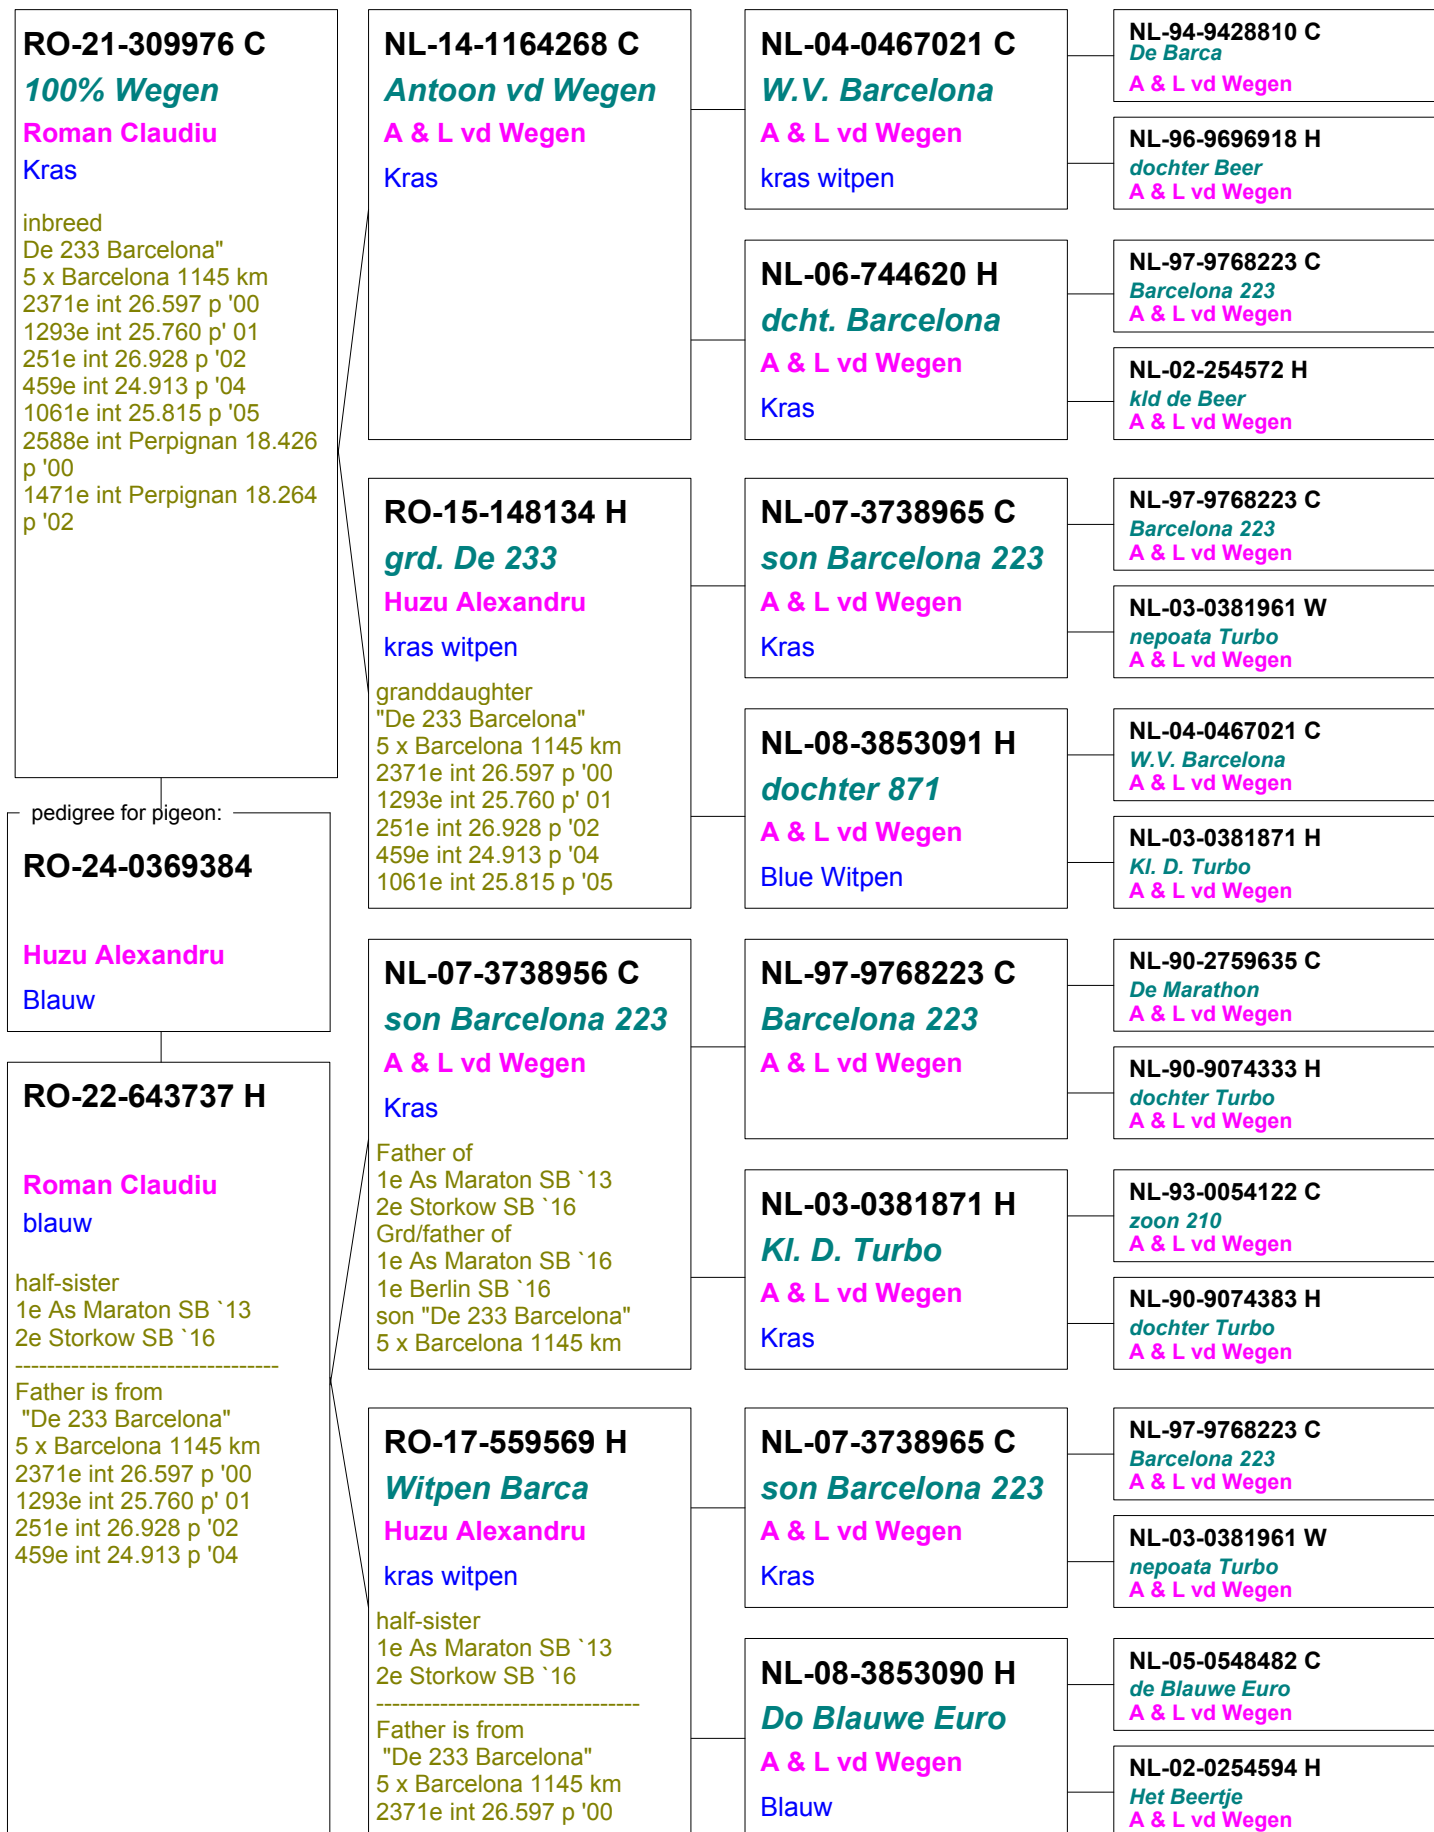 RO-21-309976 C
100% Wegen
Roman Claudiu
Kras
inbreed
De 233 Barcelona"
5 x Barcelona 1145 km
2371e int 26.597 p '00
1293e int 25.760 p' 01
251e int 26.928 p '02
459e int 24.913 p '04
1061e int 25.815 p '05
2588e int Perpignan 18.426
p '00
1471e int Perpignan 18.264
p '02
pedigree for pigeon:
RO-24-0369384
Huzu Alexandru
Blauw
RO-22-643737 H
Roman Claudiu
blauw
half-sister
1e As Maraton SB `13
2e Storkow SB `16
---------------------------------
Father is from
"De 233 Barcelona"
5 x Barcelona 1145 km
2371e int 26.597 p '00
1293e int 25.760 p' 01
251e int 26.928 p '02
459e int 24.913 p '04
NL-14-1164268 C
Antoon vd Wegen
A & L vd Wegen
Kras
RO-15-148134 H
grd. De 233
Huzu Alexandru
kras witpen
granddaughter
"De 233 Barcelona"
5 x Barcelona 1145 km
2371e int 26.597 p '00
1293e int 25.760 p' 01
251e int 26.928 p '02
459e int 24.913 p '04
1061e int 25.815 p '05
NL-07-3738956 C
son Barcelona 223
A & L vd Wegen
Kras
Father of
1e As Maraton SB `13
2e Storkow SB `16
Grd/father of
1e As Maraton SB `16
1e Berlin SB `16
son "De 233 Barcelona"
5 x Barcelona 1145 km
RO-17-559569 H
Witpen Barca
Huzu Alexandru
kras witpen
half-sister
1e As Maraton SB `13
2e Storkow SB `16
---------------------------------
Father is from
"De 233 Barcelona"
5 x Barcelona 1145 km
2371e int 26.597 p '00
NL-04-0467021 C
W.V. Barcelona
A & L vd Wegen
kras witpen
NL-06-744620 H
dcht. Barcelona
A & L vd Wegen
Kras
NL-07-3738965 C
son Barcelona 223
A & L vd Wegen
Kras
NL-08-3853091 H
dochter 871
A & L vd Wegen
Blue Witpen
NL-97-9768223 C
Barcelona 223
A & L vd Wegen
NL-03-0381871 H
Kl. D. Turbo
A & L vd Wegen
Kras
NL-07-3738965 C
son Barcelona 223
A & L vd Wegen
Kras
NL-08-3853090 H
Do Blauwe Euro
A & L vd Wegen
Blauw
NL-94-9428810 C
De Barca
A & L vd Wegen
NL-96-9696918 H
dochter Beer
A & L vd Wegen
NL-97-9768223 C
Barcelona 223
A & L vd Wegen
NL-02-254572 H
kld de Beer
A & L vd Wegen
NL-97-9768223 C
Barcelona 223
A & L vd Wegen
NL-03-0381961 W
nepoata Turbo
A & L vd Wegen
NL-04-0467021 C
W.V. Barcelona
A & L vd Wegen
NL-03-0381871 H
Kl. D. Turbo
A & L vd Wegen
NL-90-2759635 C
De Marathon
A & L vd Wegen
NL-90-9074333 H
dochter Turbo
A & L vd Wegen
NL-93-0054122 C
zoon 210
A & L vd Wegen
NL-90-9074383 H
dochter Turbo
A & L vd Wegen
NL-97-9768223 C
Barcelona 223
A & L vd Wegen
NL-03-0381961 W
nepoata Turbo
A & L vd Wegen
NL-05-0548482 C
de Blauwe Euro
A & L vd Wegen
NL-02-0254594 H
Het Beertje
A & L vd Wegen